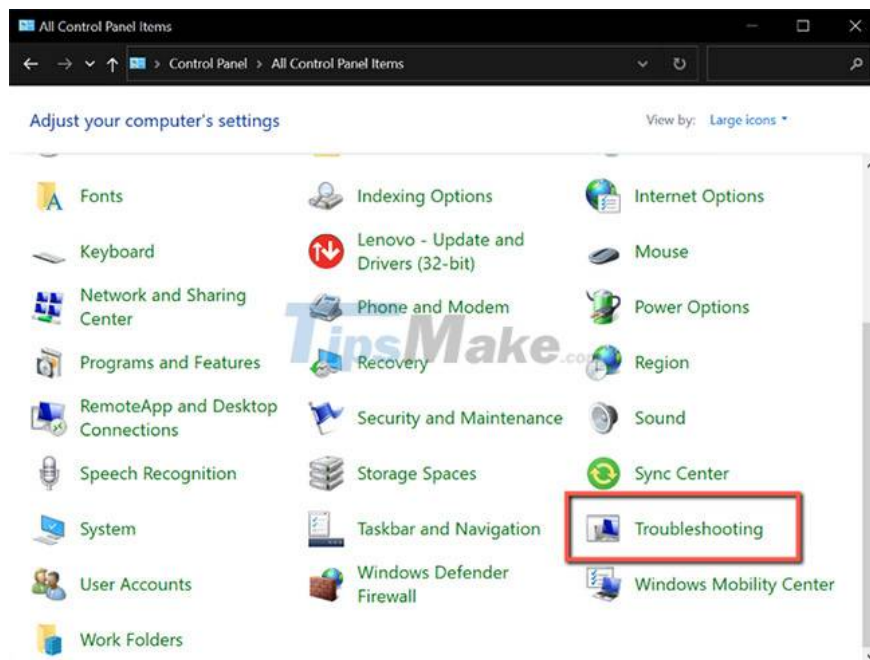 All Control Panel Items
Control Panel > All Control Panel Items
Adjust your computer's settings
View by: Large icons
Fonts
Indexing Options
Internet Options
Keyboard
Lenovo - Update and
Drivers (32-bit)
Mouse
Network and Sharing
Center
Phone and Modem
Power Options
TipsMake.com
Programs and Features
Recovery
Region
RemoteApp and Desktop
Connections
Security and Maintenance
Sound
Speech Recognition
Storage Spaces
Sync Center
System
Taskbar and Navigation
Troubleshooting
User Accounts
Windows Defender
Firewall
Windows Mobility Center
Work Folders